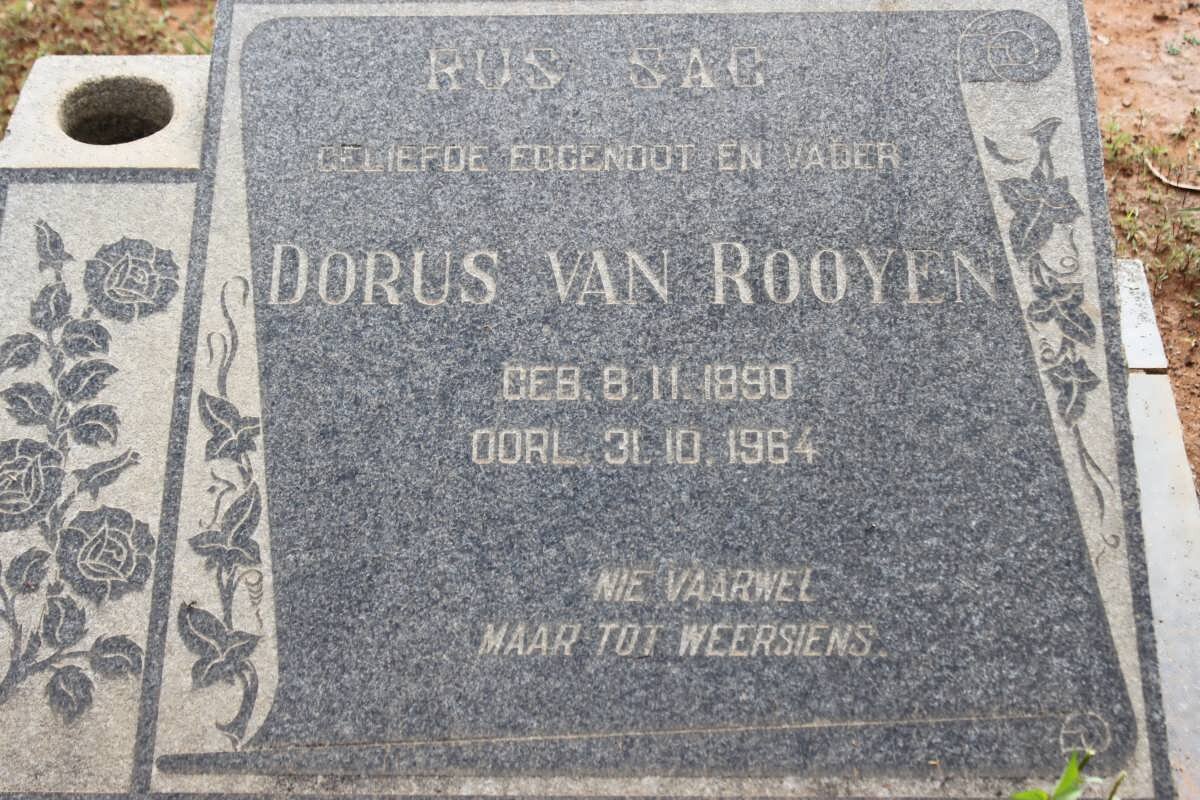 RUS SAG
GELIEFDE EGGENOOT EN VADER
DORUS VAN ROOYEN
GEB. 8.11.1890
OORL. 31.10.1964
NIE VAARWEL
MAAR TOT WEERSIENS.